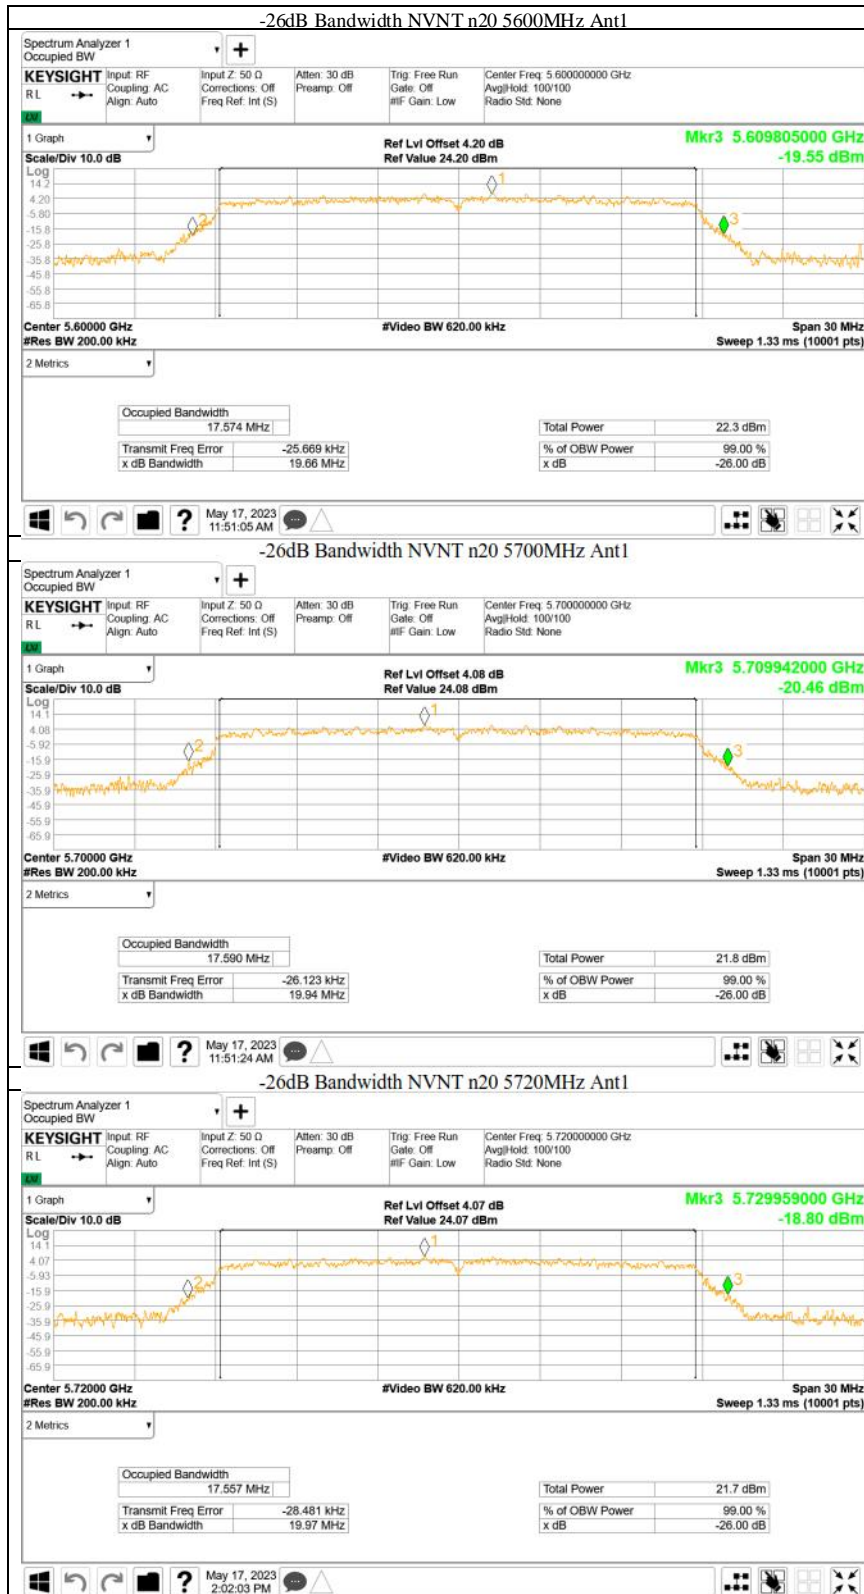 -26dB Bandwidth NVNT n20 5600MHz Ant1
Spectrum Analyzer 1
Occupied BW
KEYSIGHT
RL
Input: RF
Coupling: AC
Align: Auto
Input Z: 50 Ω
Corrections: Off
Freq Ref: Int (S)
Atten: 30 dB
Preamp: Off
Trig: Free Run
Gate: Off
#IF Gain: Low
Center Freq: 5.600000000 GHz
Avg|Hold: 100/100
Radio Std: None
1 Graph
Scale/Div 10.0 dB
Ref Lvl Offset 4.20 dB
Ref Value 24.20 dBm
Mkr3 5.609805000 GHz
-19.55 dBm
Log
14.2
4.20
-5.80
-15.8
-25.8
-35.8
-45.8
-55.8
-65.8
1
2
3
Center 5.60000 GHz
#Res BW 200.00 kHz
#Video BW 620.00 kHz
Span 30 MHz
Sweep 1.33 ms (10001 pts)
2 Metrics
Occupied Bandwidth
17.574 MHz
Transmit Freq Error -25.669 kHz
x dB Bandwidth 19.66 MHz
Total Power 22.3 dBm
% of OBW Power 99.00 %
x dB -26.00 dB
?
May 17, 2023
11:51:05 AM
-26dB Bandwidth NVNT n20 5700MHz Ant1
Spectrum Analyzer 1
Occupied BW
KEYSIGHT
RL
Input: RF
Coupling: AC
Align: Auto
Input Z: 50 Ω
Corrections: Off
Freq Ref: Int (S)
Atten: 30 dB
Preamp: Off
Trig: Free Run
Gate: Off
#IF Gain: Low
Center Freq: 5.700000000 GHz
Avg|Hold: 100/100
Radio Std: None
1 Graph
Scale/Div 10.0 dB
Ref Lvl Offset 4.08 dB
Ref Value 24.08 dBm
Mkr3 5.709942000 GHz
-20.46 dBm
Log
14.1
4.08
-5.92
-15.9
-25.9
-35.9
-45.9
-55.9
-65.9
1
2
3
Center 5.70000 GHz
#Res BW 200.00 kHz
#Video BW 620.00 kHz
Span 30 MHz
Sweep 1.33 ms (10001 pts)
2 Metrics
Occupied Bandwidth
17.590 MHz
Transmit Freq Error -26.123 kHz
x dB Bandwidth 19.94 MHz
Total Power 21.8 dBm
% of OBW Power 99.00 %
x dB -26.00 dB
?
May 17, 2023
11:51:24 AM
-26dB Bandwidth NVNT n20 5720MHz Ant1
Spectrum Analyzer 1
Occupied BW
KEYSIGHT
RL
Input: RF
Coupling: AC
Align: Auto
Input Z: 50 Ω
Corrections: Off
Freq Ref: Int (S)
Atten: 30 dB
Preamp: Off
Trig: Free Run
Gate: Off
#IF Gain: Low
Center Freq: 5.720000000 GHz
Avg|Hold: 100/100
Radio Std: None
1 Graph
Scale/Div 10.0 dB
Ref Lvl Offset 4.07 dB
Ref Value 24.07 dBm
Mkr3 5.729959000 GHz
-18.80 dBm
Log
14.1
4.07
-5.93
-15.9
-25.9
-35.9
-45.9
-55.9
-65.9
1
2
3
Center 5.72000 GHz
#Res BW 200.00 kHz
#Video BW 620.00 kHz
Span 30 MHz
Sweep 1.33 ms (10001 pts)
2 Metrics
Occupied Bandwidth
17.557 MHz
Transmit Freq Error -28.481 kHz
x dB Bandwidth 19.97 MHz
Total Power 21.7 dBm
% of OBW Power 99.00 %
x dB -26.00 dB
?
May 17, 2023
2:02:03 PM